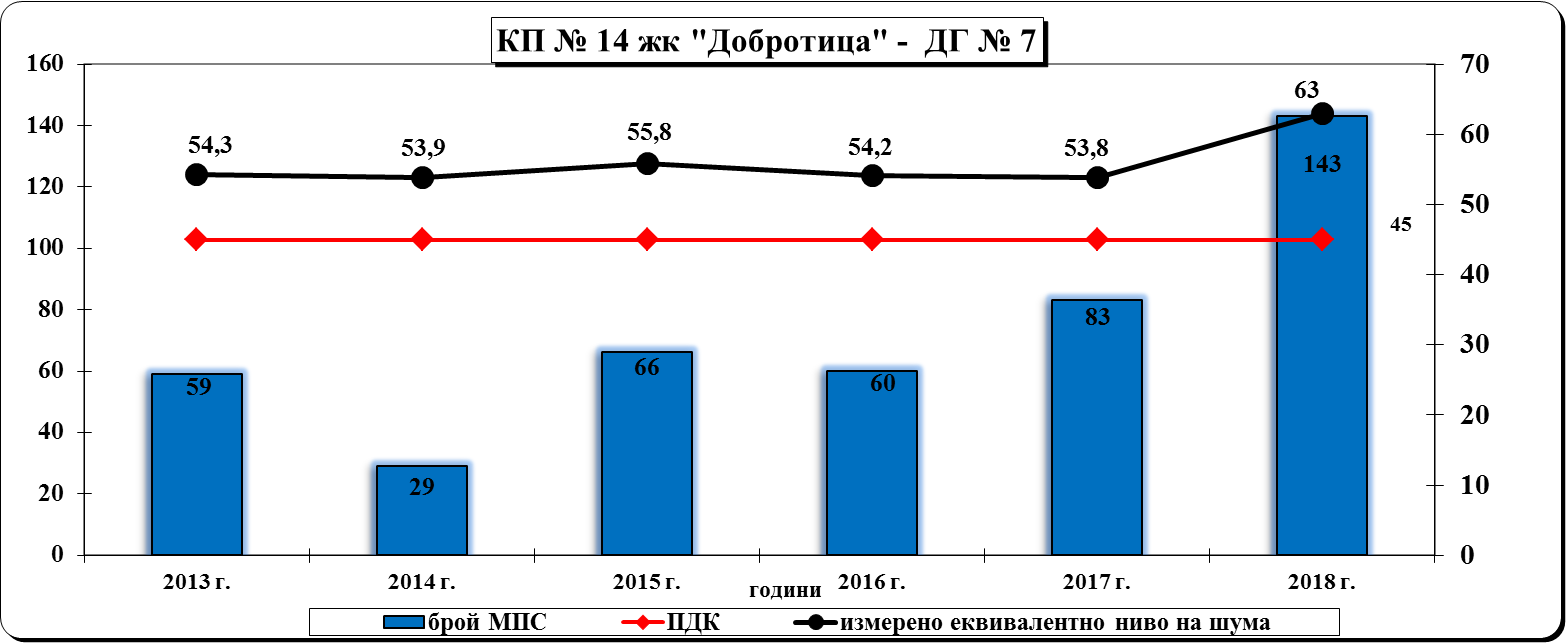 КП № 14 жк "Добротица" - ДГ № 7
160
140
120
100
80
60
40
20
0
70
60
50
40
30
20
10
0
54,3
53,9
55,8
54,2
53,8
63
45
59
29
66
60
83
143
2013 г.
2014 г.
2015 г.
2016 г.
2017 г.
2018 г.
години
брой МПС
ПДК
измерено еквивалентно ниво на шума